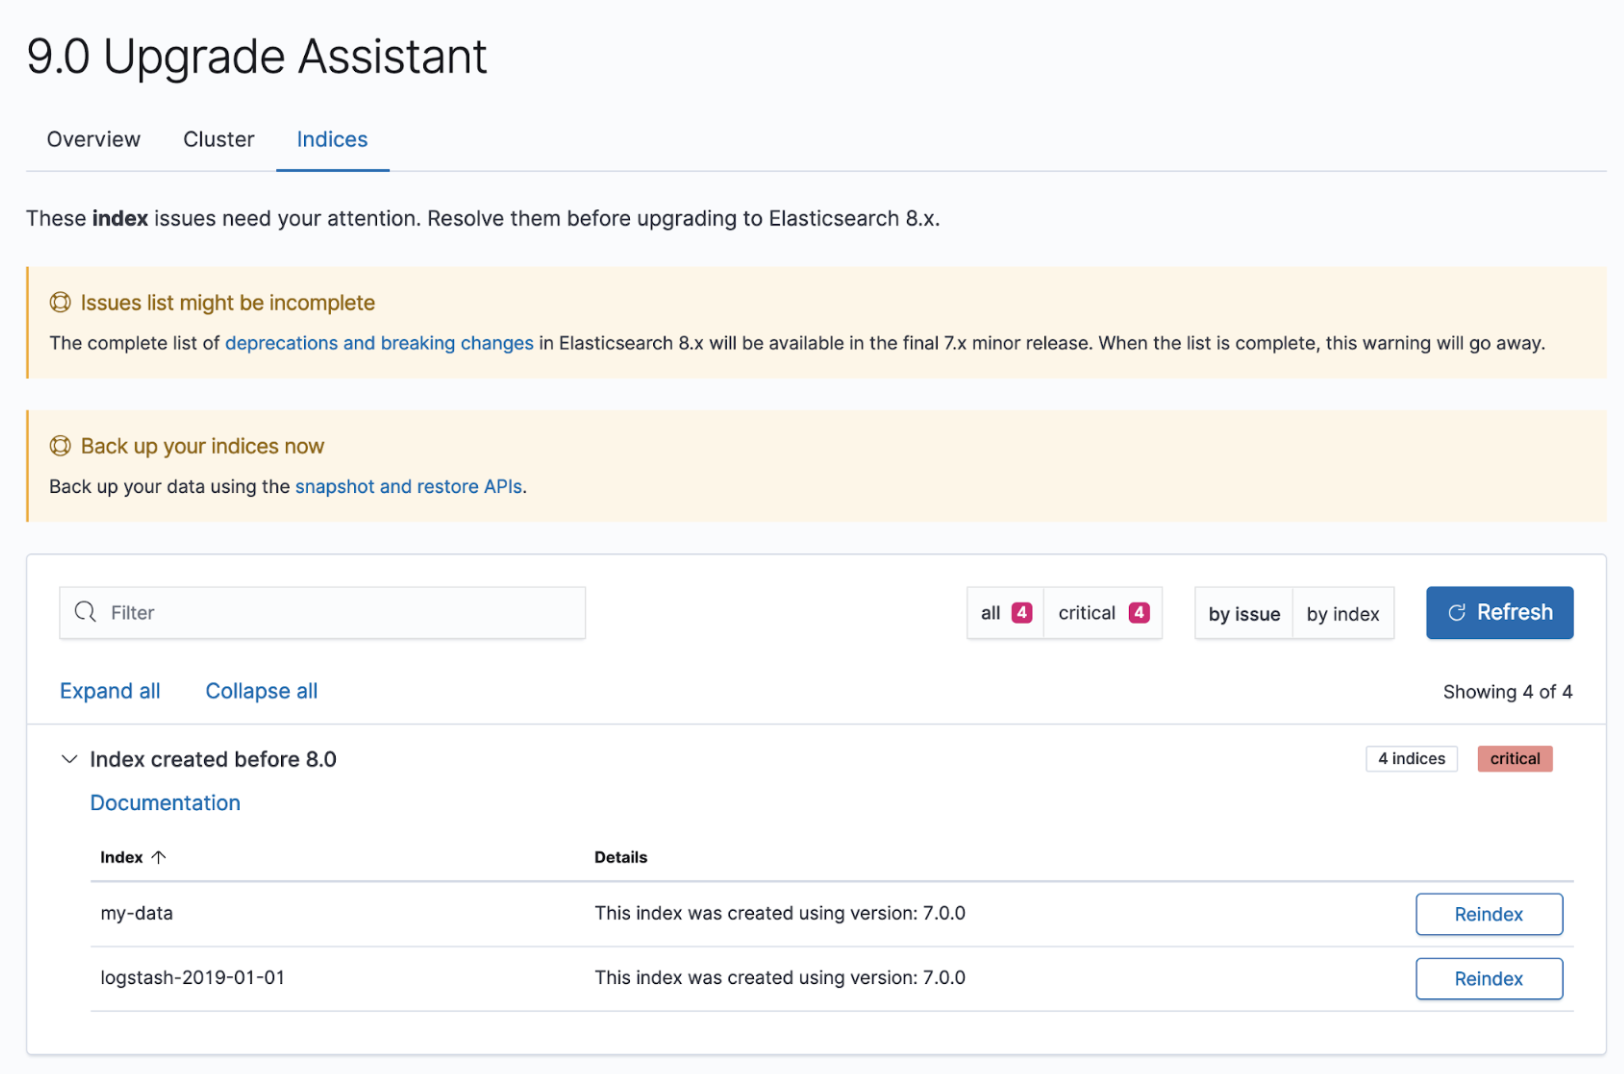 9.0 Upgrade Assistant
Overview Cluster Indices
These index issues need your attention. Resolve them before upgrading to Elasticsearch 8.x.
Issues list might be incomplete
The complete list of deprecations and breaking changes in Elasticsearch 8.x will be available in the final 7.x minor release. When the list is complete, this warning will go away.
Back up your indices now
Back up your data using the snapshot and restore APIs.
Filter all 4 critical 4 by issue by index Refresh
Expand all Collapse all Showing 4 of 4
Index created before 8.0 4 indices critical
Documentation
Index Details
my-data This index was created using version: 7.0.0 Reindex
logstash-2019-01-01 This index was created using version: 7.0.0 Reindex